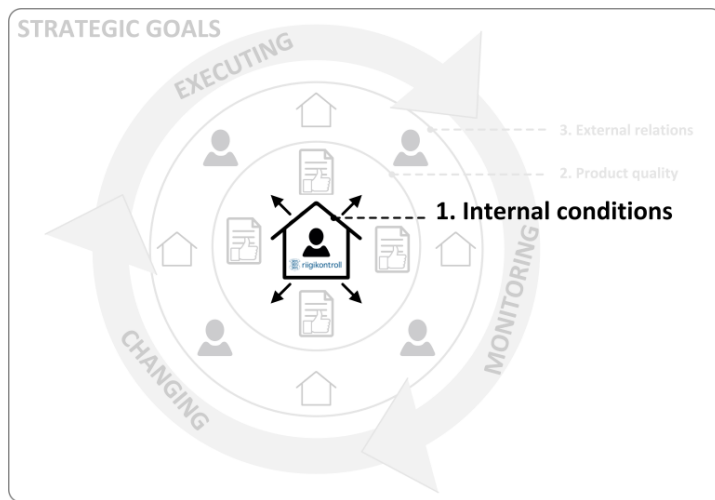 STRATEGIC GOALS
EXECUTING
3. External relations
2. Product quality
1. Internal conditions
riigikontroll
MONITORING
CHANGING